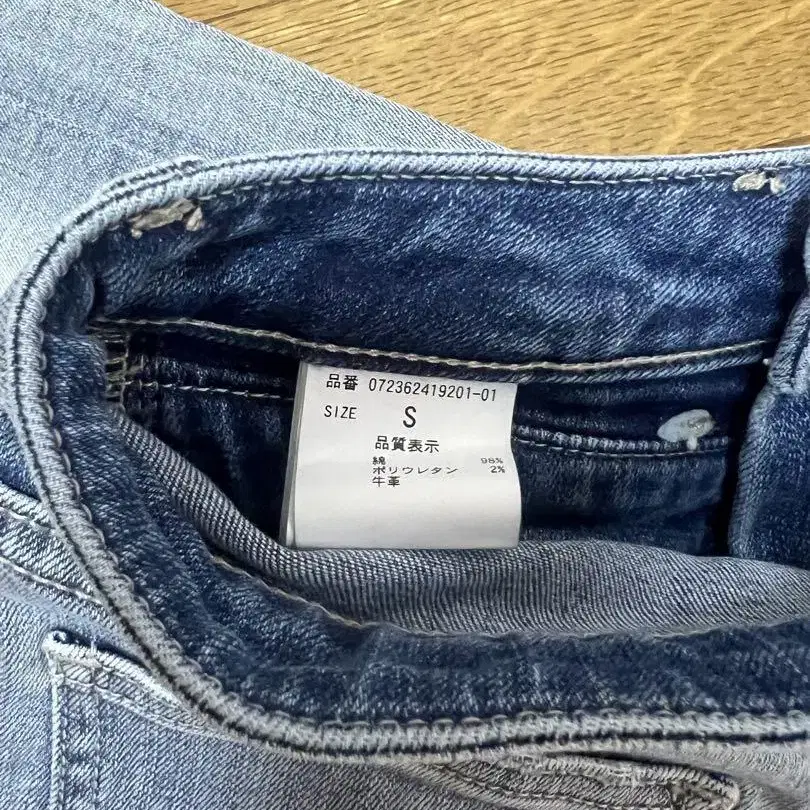 品番 072362419201-01
SIZE S
品質表示
綿 98%
ポリウレタン 2%
牛革